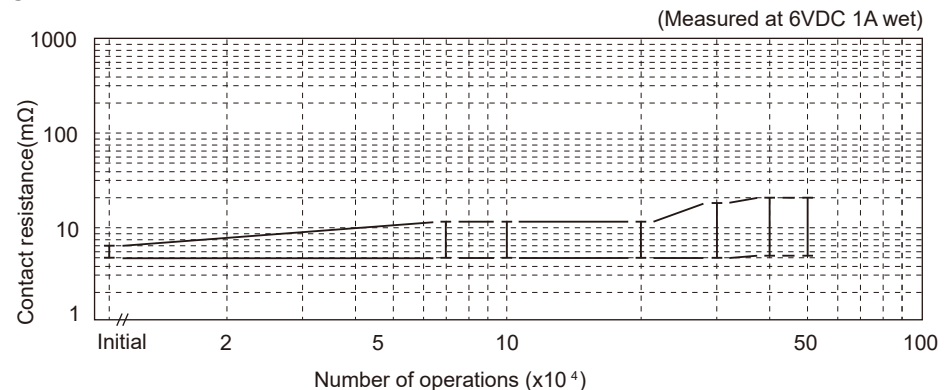 (Measured at 6VDC 1A wet)
1000
100
10
1
Contact resistance(mΩ)
Initial 2 5 10 50 100
Number of operations (x10⁴)